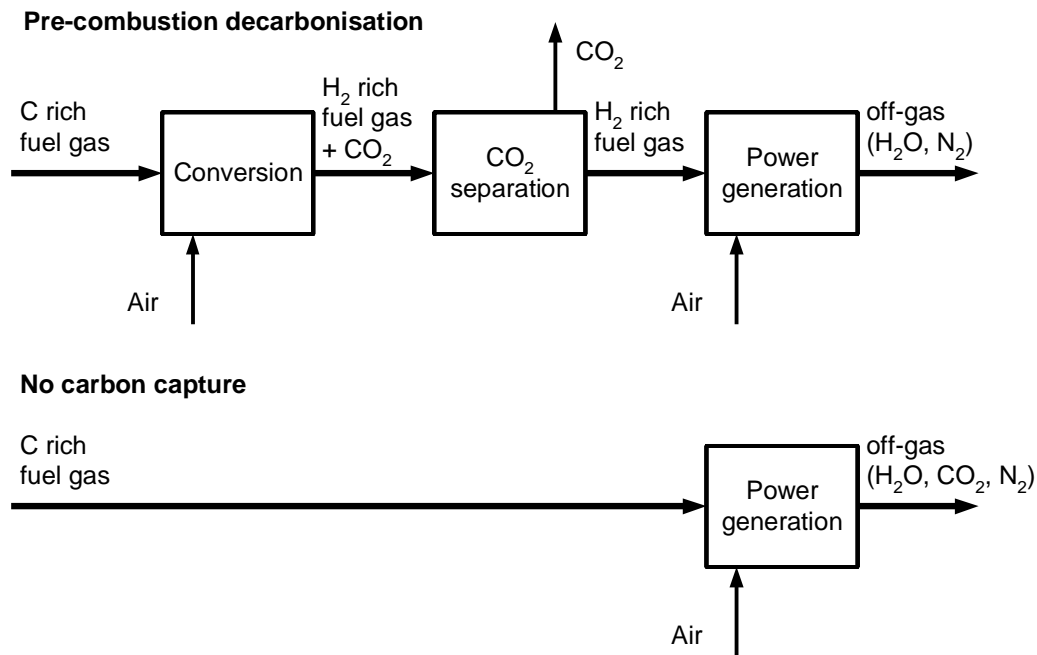 Pre-combustion decarbonisation
CO₂
C rich
fuel gas
Conversion
H₂ rich
fuel gas
+ CO₂
CO₂
separation
H₂ rich
fuel gas
Power
generation
off-gas
(H₂O, N₂)
Air
Air
No carbon capture
C rich
fuel gas
Power
generation
off-gas
(H₂O, CO₂, N₂)
Air